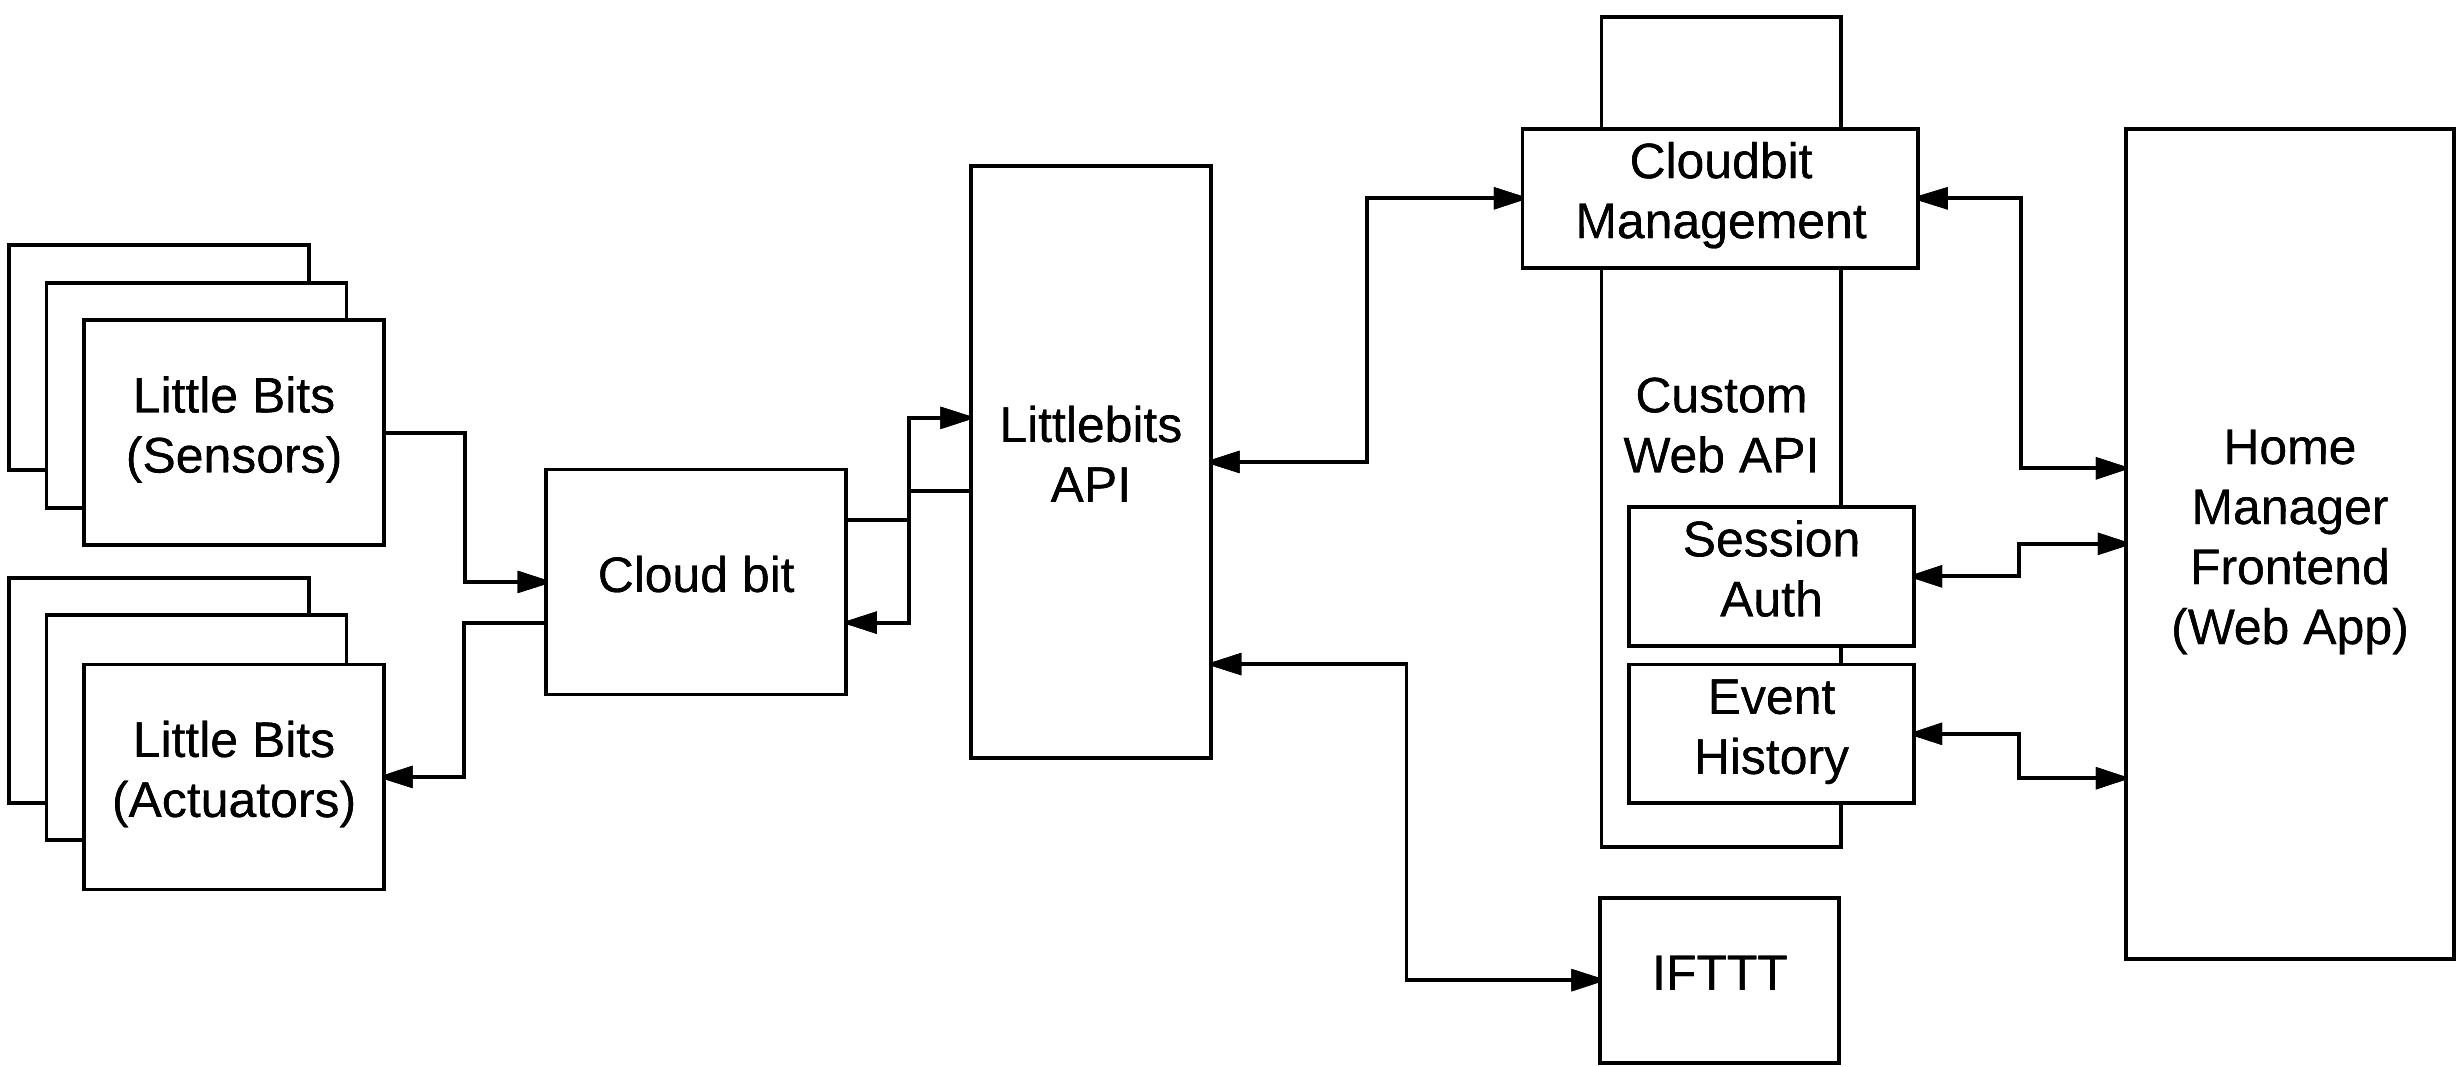 Little Bits
(Sensors)
Little Bits
(Actuators)
Cloud bit
Littlebits
API
Cloudbit
Management
Custom
Web API
Session
Auth
Event
History
IFTTT
Home
Manager
Frontend
(Web App)